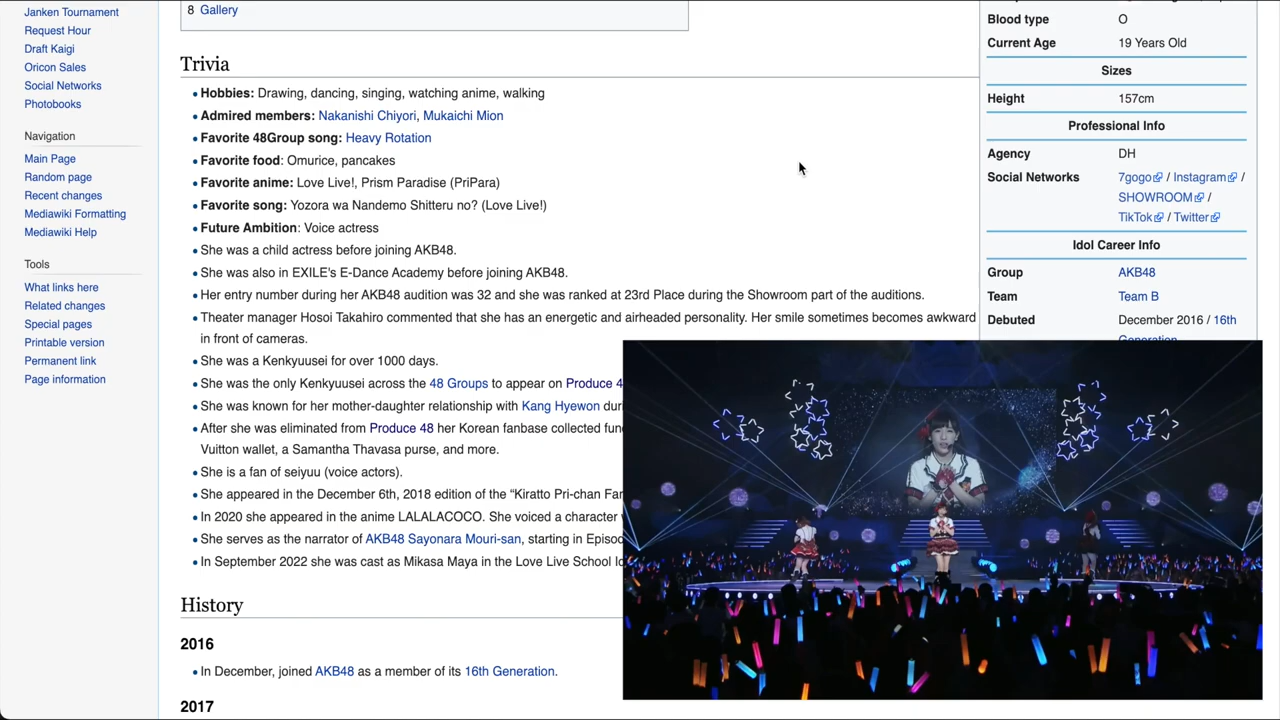 Janken Tournament
Request Hour
Draft Kaigi
Oricon Sales
Social Networks
Photobooks
Navigation
Main Page
Random page
Recent changes
Mediawiki Formatting
Mediawiki Help
Tools
What links here
Related changes
Special pages
Printable version
Permanent link
Page information
8 Gallery
Trivia
Hobbies: Drawing, dancing, singing, watching anime, walking
Admired members: Nakanishi Chiyori, Mukaichi Mion
Favorite 48Group song: Heavy Rotation
Favorite food: Omurice, pancakes
Favorite anime: Love Live!, Prism Paradise (PriPara)
Favorite song: Yozora wa Nandemo Shitteru no? (Love Live!)
Future Ambition: Voice actress
She was a child actress before joining AKB48.
She was also in EXILE's E-Dance Academy before joining AKB48.
Her entry number during her AKB48 audition was 32 and she was ranked at 23rd Place during the Showroom part of the auditions.
Theater manager Hosoi Takahiro commented that she has an energetic and airheaded personality. Her smile sometimes becomes awkward
in front of cameras.
She was a Kenkyuusei for over 1000 days.
She was the only Kenkyuusei across the 48 Groups to appear on Produce 4
She was known for her mother-daughter relationship with Kang Hyewon duri
After she was eliminated from Produce 48 her Korean fanbase collected fun
Vuitton wallet, a Samantha Thavasa purse, and more.
She is a fan of seiyuu (voice actors).
She appeared in the December 6th, 2018 edition of the “Kiratto Pri-chan Fan
In 2020 she appeared in the anime LALALACOCO. She voiced a character
She serves as the narrator of AKB48 Sayonara Mouri-san, starting in Episod
In September 2022 she was cast as Mikasa Maya in the Love Live School Id
History
2016
In December, joined AKB48 as a member of its 16th Generation.
2017
Blood type O
Current Age 19 Years Old
Sizes
Height 157cm
Professional Info
Agency DH
Social Networks 7gogo / Instagram /
SHOWROOM /
TikTok / Twitter
Idol Career Info
Group AKB48
Team Team B
Debuted December 2016 / 16th
Generation